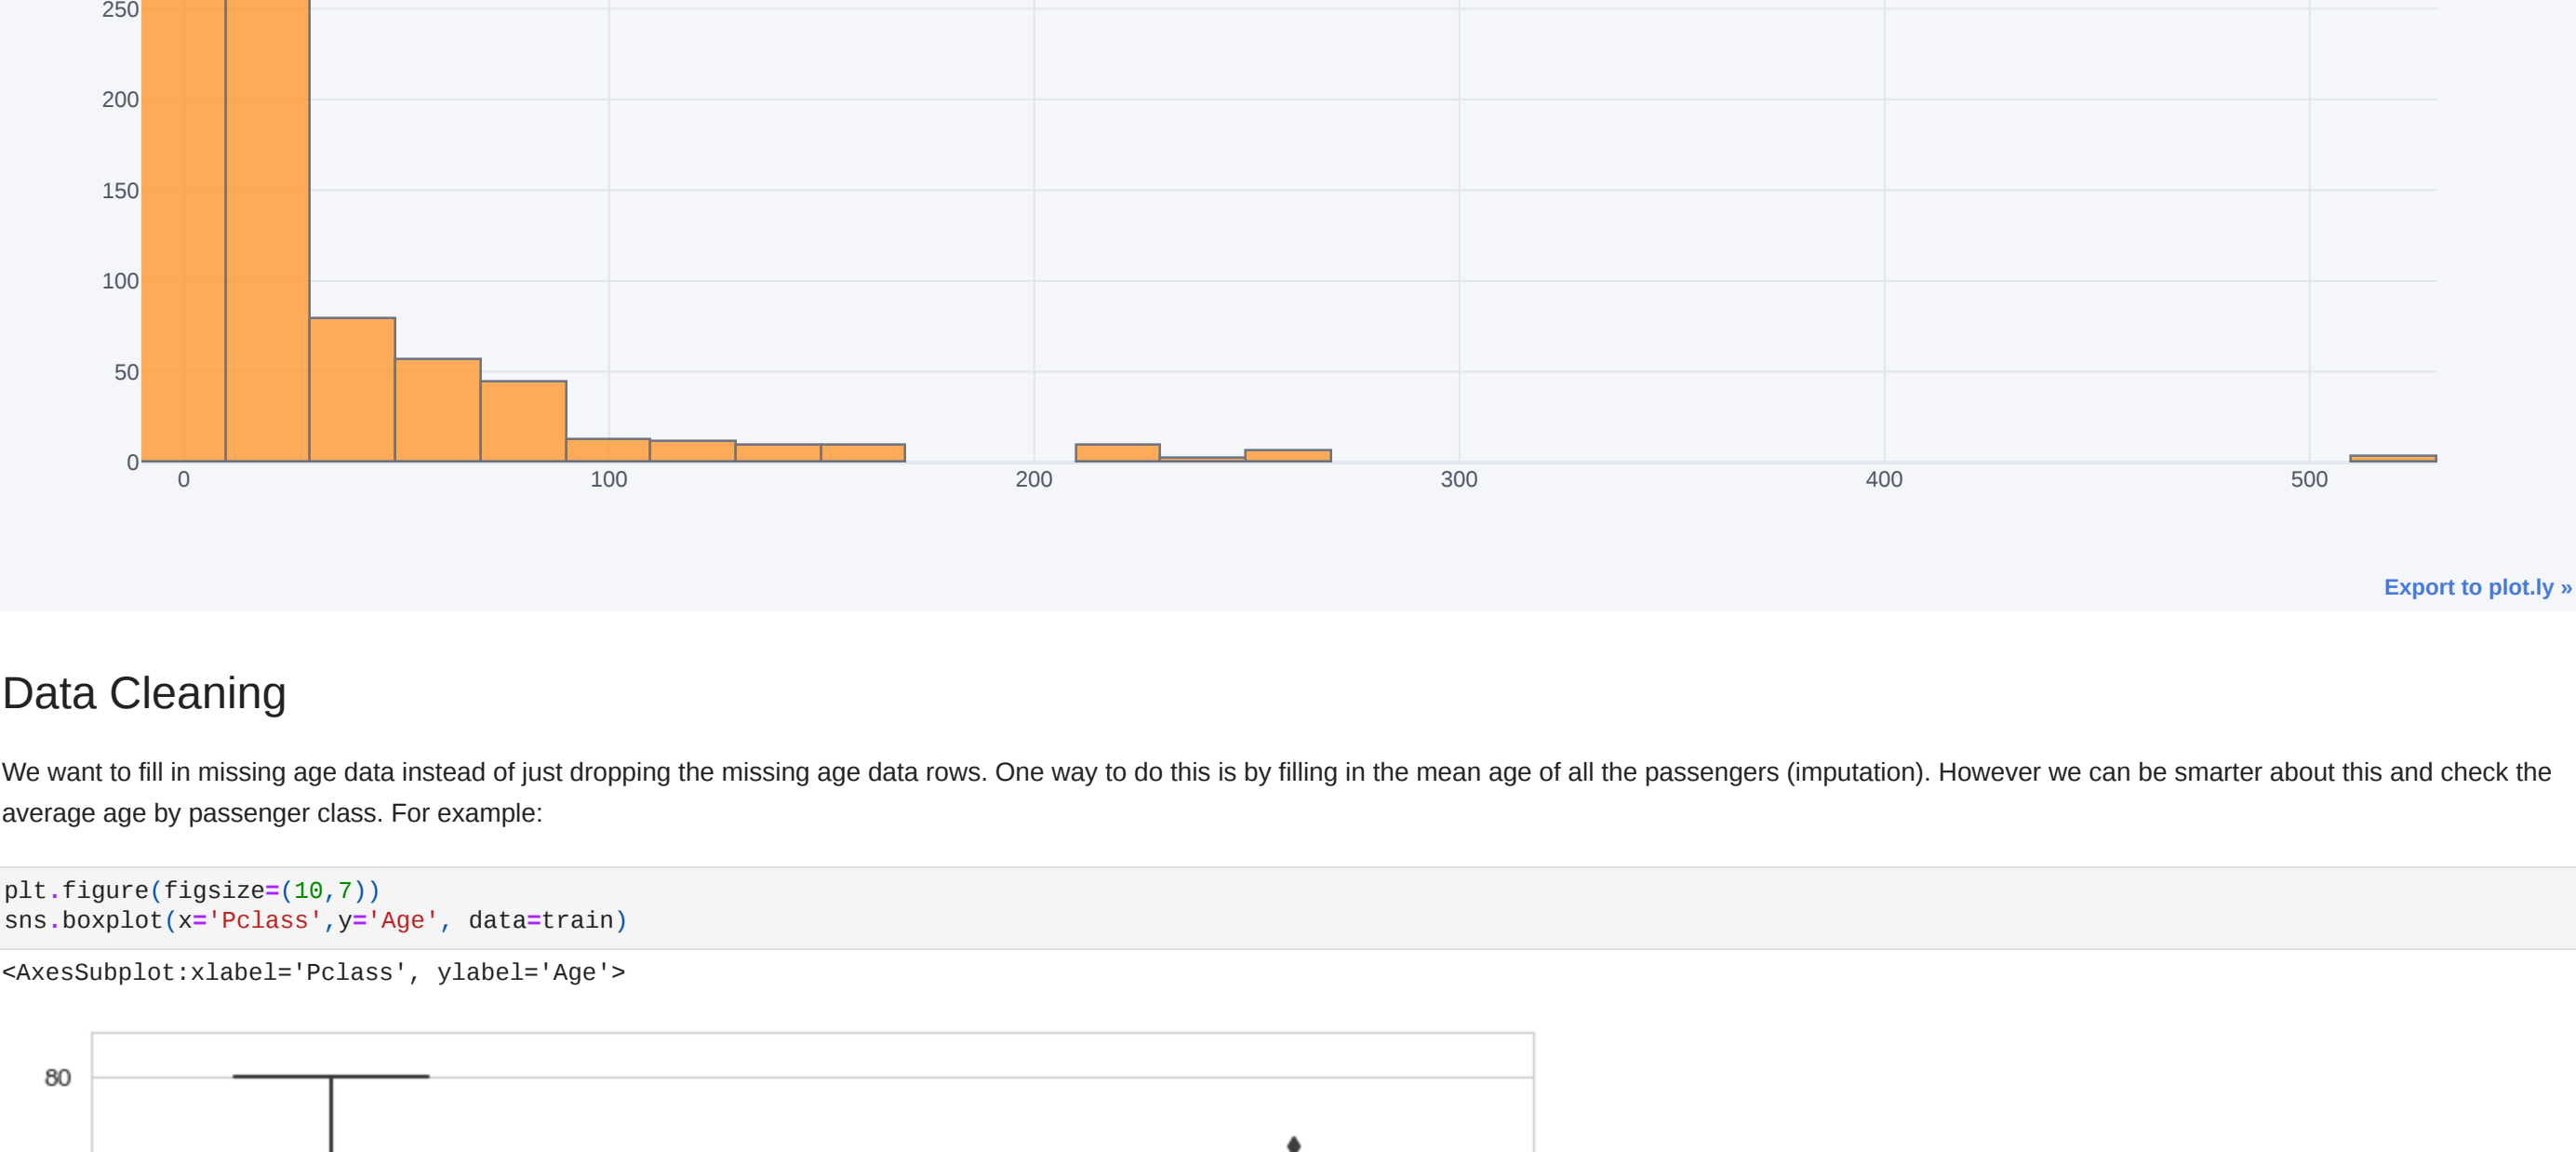 250
200
150
100
50
0
0 100 200 300 400 500
Export to plot.ly »
Data Cleaning
We want to fill in missing age data instead of just dropping the missing age data rows. One way to do this is by filling in the mean age of all the passengers (imputation). However we can be smarter about this and check the
average age by passenger class. For example:
plt.figure(figsize=(10,7))
sns.boxplot(x='Pclass',y='Age', data=train)
<AxesSubplot:xlabel='Pclass', ylabel='Age'>
80